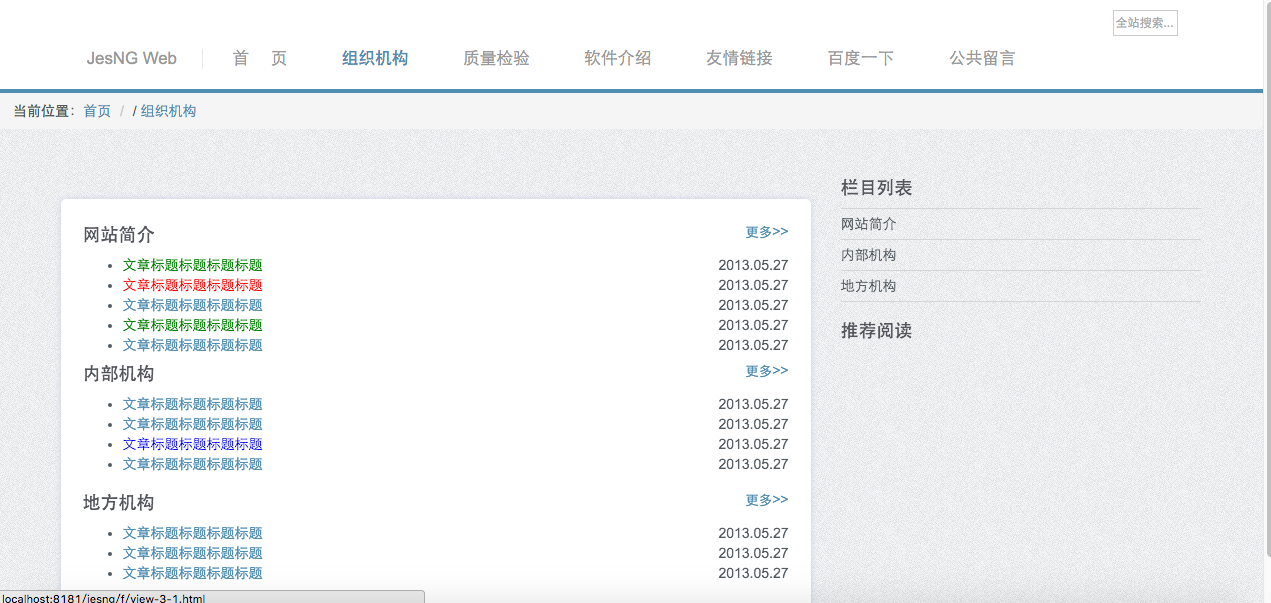 全站搜索...
JesNG Web 首 页 组织机构 质量检验 软件介绍 友情链接 百度一下 公共留言
当前位置： 首页 / / 组织机构
网站简介 更多>>
文章标题标题标题标题 2013.05.27
文章标题标题标题标题 2013.05.27
文章标题标题标题标题 2013.05.27
文章标题标题标题标题 2013.05.27
文章标题标题标题标题 2013.05.27
内部机构 更多>>
文章标题标题标题标题 2013.05.27
文章标题标题标题标题 2013.05.27
文章标题标题标题标题 2013.05.27
文章标题标题标题标题 2013.05.27
地方机构 更多>>
文章标题标题标题标题 2013.05.27
文章标题标题标题标题 2013.05.27
文章标题标题标题标题 2013.05.27
栏目列表
网站简介
内部机构
地方机构
推荐阅读
localhost:8181/jesng/f/view-3-1.html